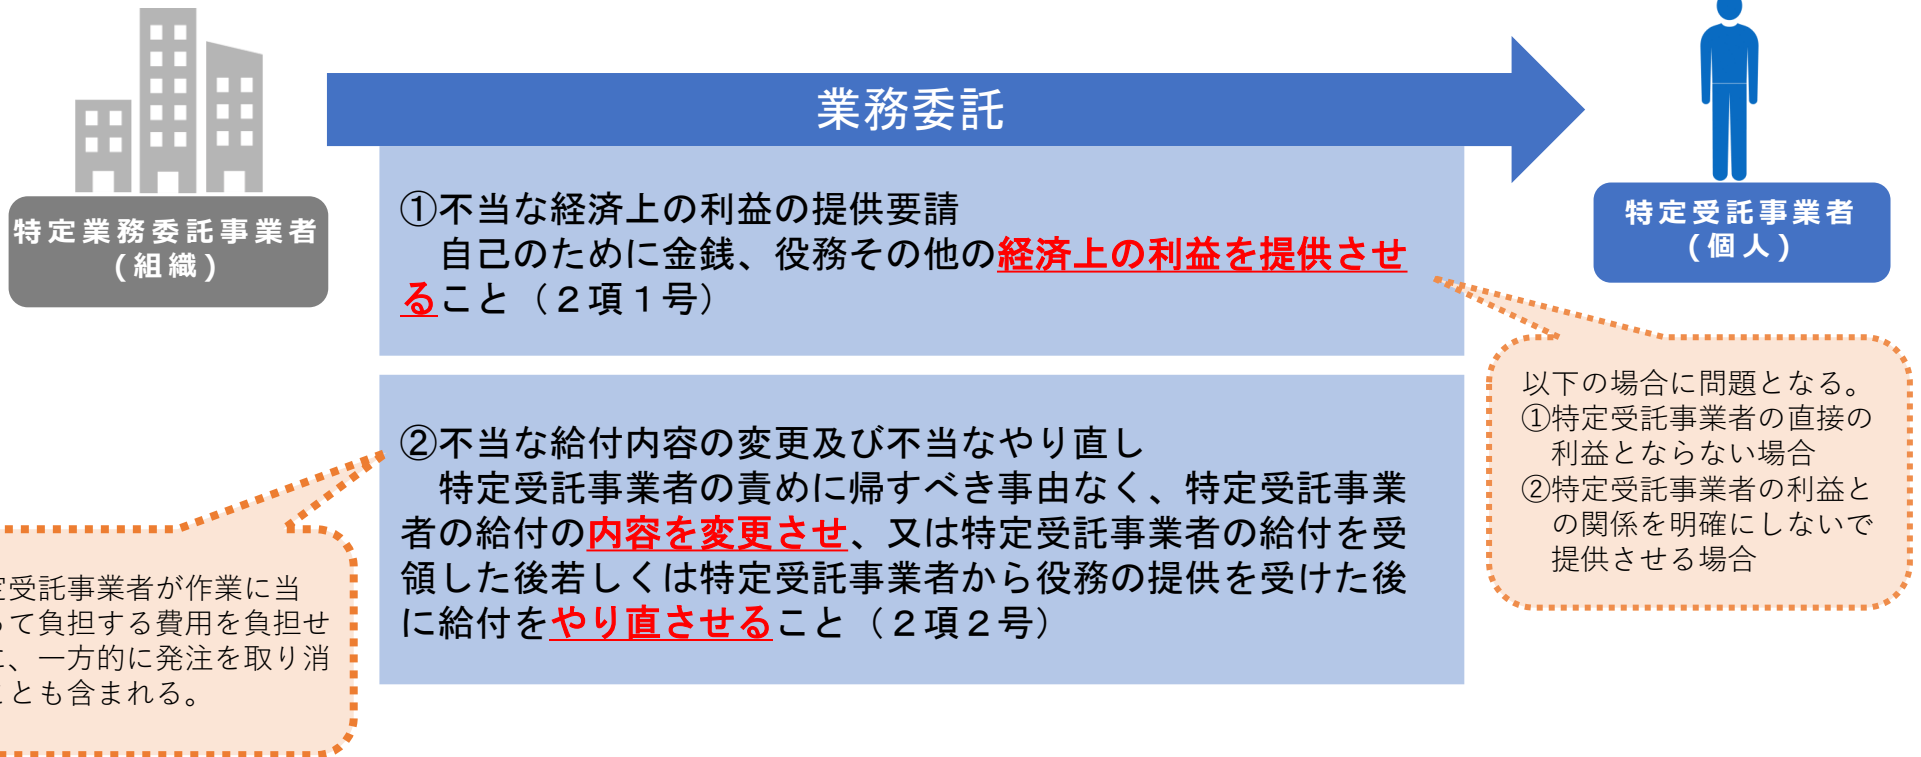 業務委託
特定業務委託事業者
(組織)
特定受託事業者
(個人)
①不当な経済上の利益の提供要請
自己のために金銭、役務その他の経済上の利益を提供させ
ること（２項１号）
以下の場合に問題となる。
①特定受託事業者の直接の
利益とならない場合
②特定受託事業者の利益と
の関係を明確にしないで
提供させる場合
②不当な給付内容の変更及び不当なやり直し
特定受託事業者の責めに帰すべき事由なく、特定受託事業
者の給付の内容を変更させ、又は特定受託事業者の給付を受
領した後若しくは特定受託事業者から役務の提供を受けた後
に給付をやり直させること（２項２号）
受託事業者が作業に当
て負担する費用を負担せ
、一方的に発注を取り消
とも含まれる。